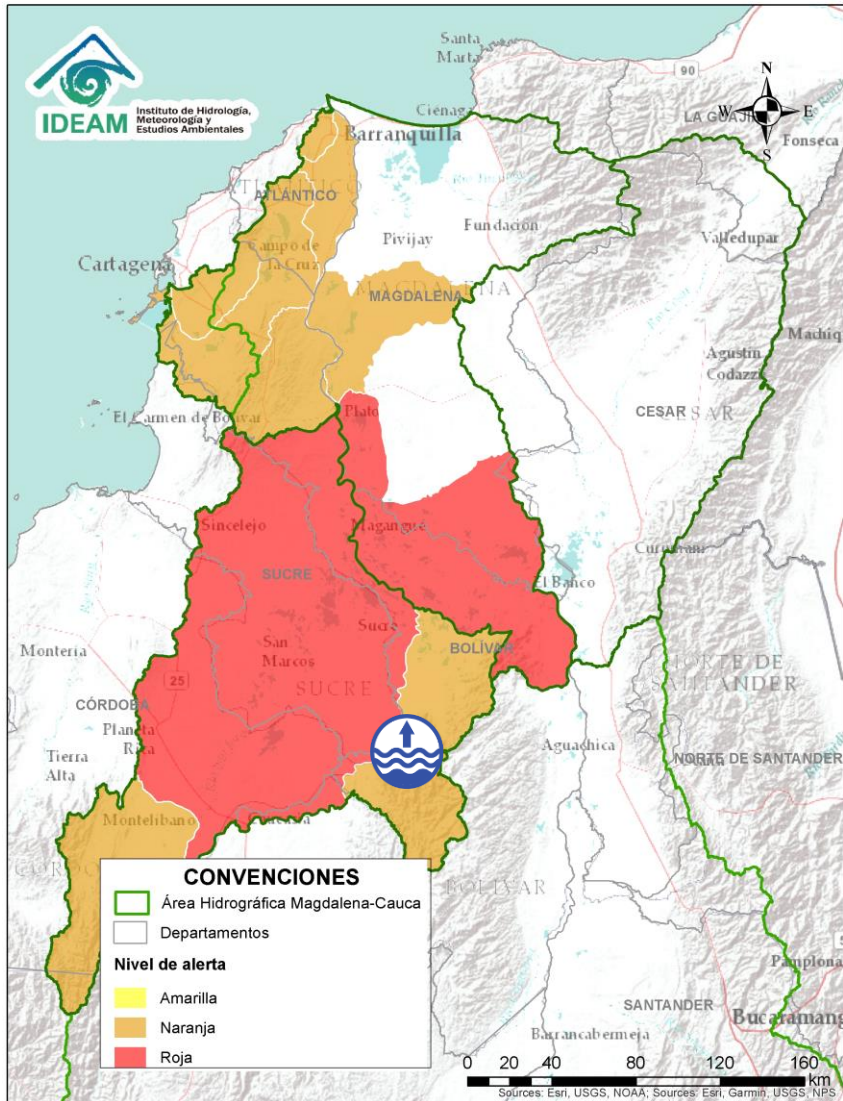 IDEAM
Instituto de Hidrología,
Meteorología y
Estudios Ambientales
Santa
Marta
90
N
W
E
S
Ciénaga
Barranquilla
LA GUAJI
Fonseca
ATLÁNTICO
Campo de
la Cruz
Pivijay
Fundación
Valledupar
Cartagena
MAGDALENA
MAGDALENA
Agustín
Codazzi
El Carmen de Bolívar
Plato
CESAR
CESAR
Sincelejo
Magangué
SUCRE
El Banco
Sucre
San
Marcos
BOLÍVAR
SUCRE
Montería
25
CÓRDOBA
Planeta
Rica
Tierra
Alta
NORTE DE
SANTANDER
Aguachica
NORTE DE SANTANDER
Montelíbano
BOLÍVAR
CONVENCIONES
Área Hidrográfica Magdalena-Cauca
Departamentos
Nivel de alerta
Amarilla
Naranja
Roja
Pamplona
SANTANDER
Bucaramang
Barrancabermeja
0 20 40 80 120 160
km
Sources: Esri, USGS, NOAA; Sources: Esri, Garmin, USGS, NPS